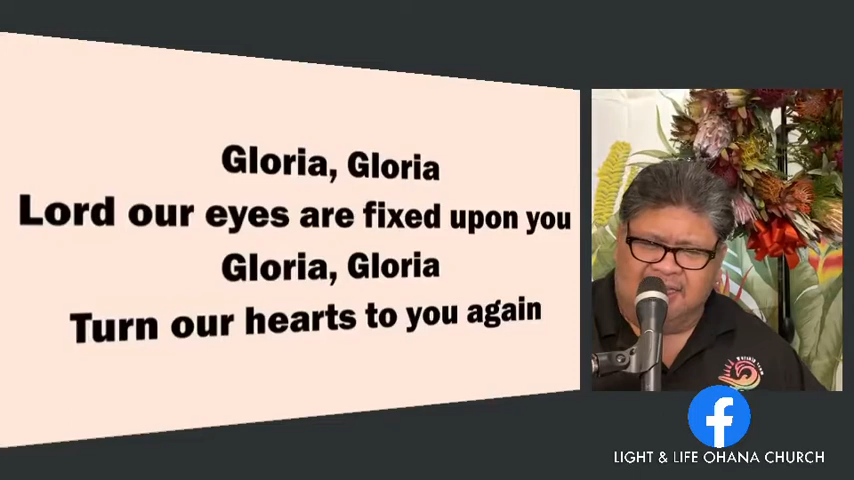 Gloria, Gloria
Lord our eyes are fixed upon you
Gloria, Gloria
Turn our hearts to you again
LIGHT & LIFE OHANA CHURCH